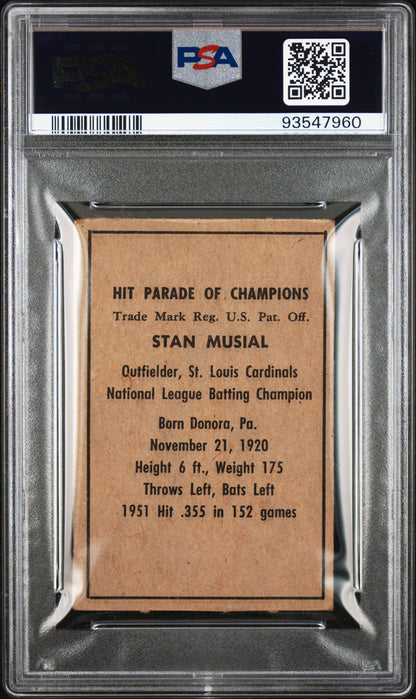 PSA
PSA
93547960
HIT PARADE OF CHAMPIONS
Trade Mark Reg. U.S. Pat. Off.
STAN MUSIAL
Outfielder, St. Louis Cardinals
National League Batting Champion
Born Donora, Pa.
November 21, 1920
Height 6 ft., Weight 175
Throws Left, Bats Left
1951 Hit .355 in 152 games